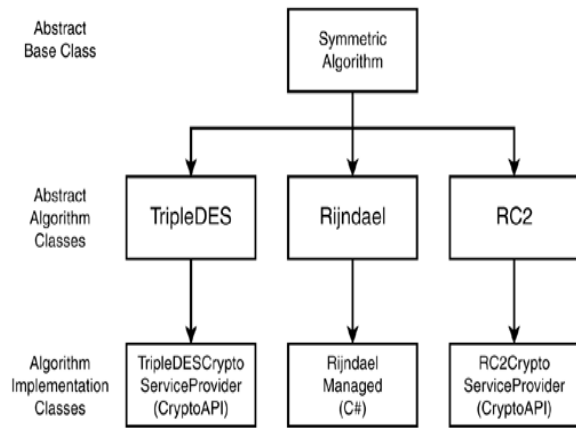 Abstract
Base Class
Symmetric
Algorithm
Abstract
Algorithm
Classes
TripleDES
Rijndael
RC2
Algorithm
Implementation
Classes
TripleDESCrypto
ServiceProvider
(CryptoAPI)
Rijndael
Managed
(C#)
RC2Crypto
ServiceProvider
(CryptoAPI)